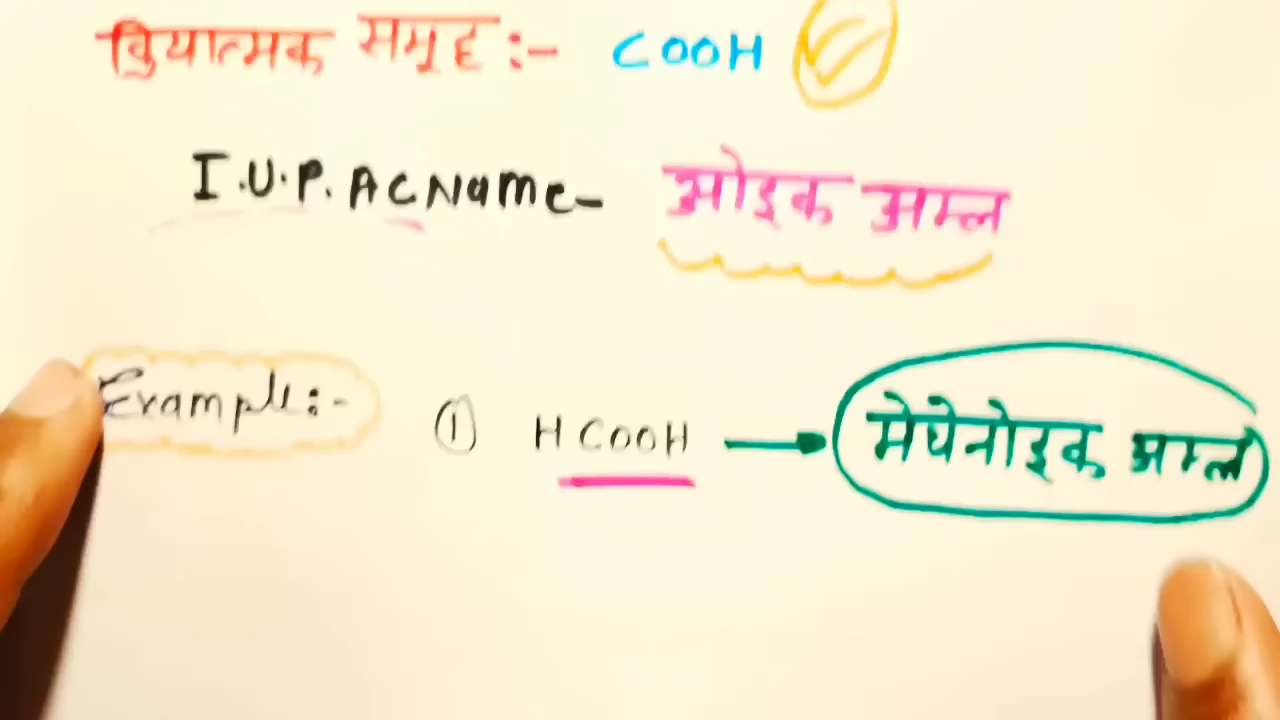 क्रियात्मक समूह :- COOH
I.U.P.AC Name- ओइक अम्ल
Example:- ① HCOOH → मेथेनोइक अम्ल